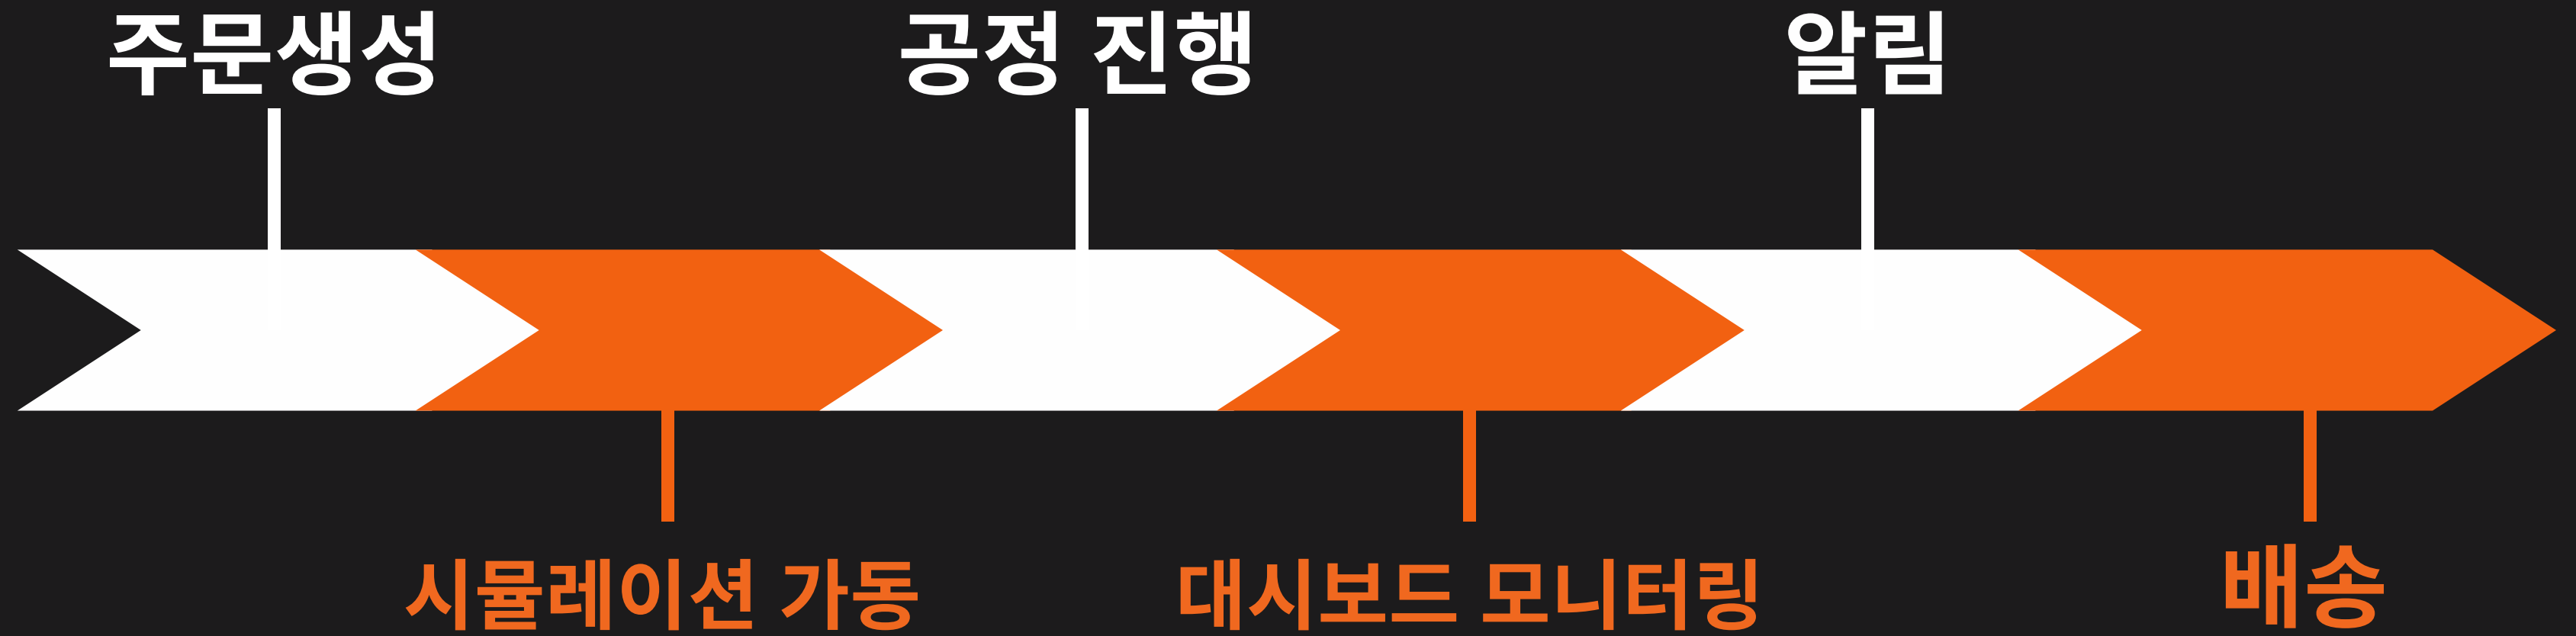 주문생성
공정 진행
알림
시뮬레이션 가동
대시보드 모니터링
배송